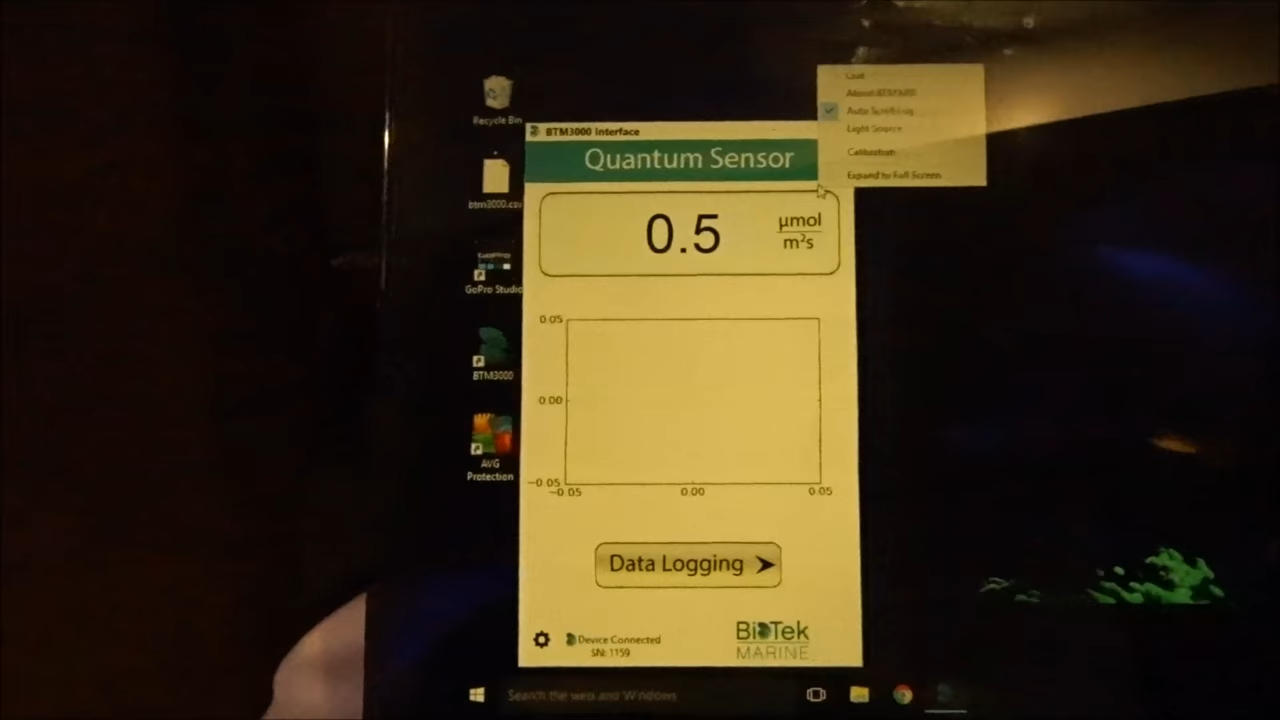 Recycle Bin
btm3000.csv
GoPro Studio
BTM3000
AVG
Protection
BTM3000 Interface
Quantum Sensor
0.5
µmol
m²s
0.05
0.00
-0.05
-0.05
0.00
0.05
Data Logging
Device Connected
SN: 1159
BioTek
MARINE
Auto Scrolling
Light Source
Calibration
Expand to Full Screen
Search the web and Windows